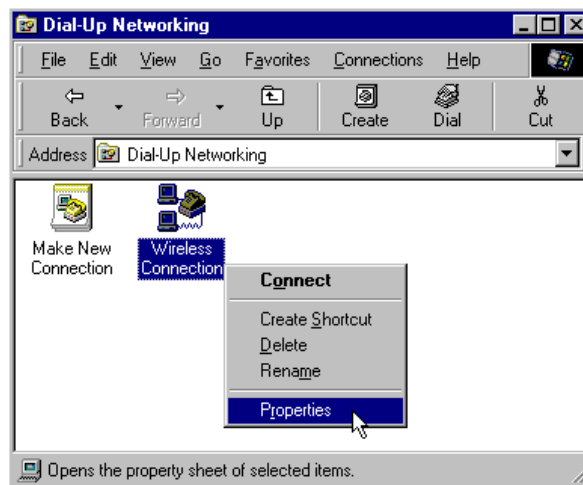 Dial-Up Networking
File Edit View Go Favorites Connections Help
Back Forward Up Create Dial Cut
Address Dial-Up Networking
Make New
Connection
Wireless
Connection
Connect
Create Shortcut
Delete
Rename
Properties
Opens the property sheet of selected items.